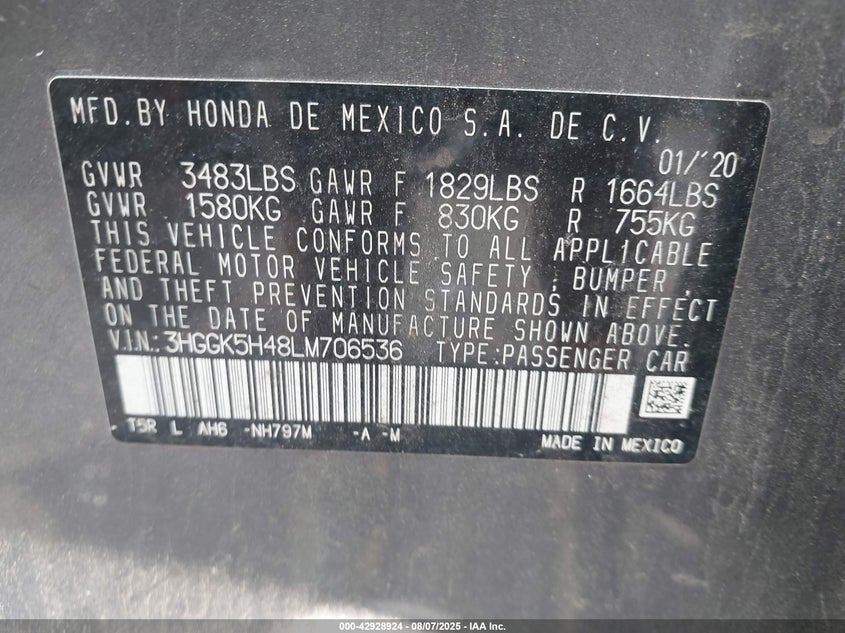 MFD.BY HONDA DE MEXICO S.A. DE C.V.
01/'20
GVWR 3483LBS GAWR F 1829LBS R 1664LBS
GVWR 1580KG GAWR F 830KG R 755KG
THIS VEHICLE CONFORMS TO ALL APPLICABLE
FEDERAL MOTOR VEHICLE SAFETY, BUMPER,
AND THEFT PREVENTION STANDARDS IN EFFECT
ON THE DATE OF MANUFACTURE SHOWN ABOVE.
V.I.N.: 3HGGK5H48LM706536 TYPE:PASSENGER CAR
- T5R L AH6 -NH797M -A -M
MADE IN MEXICO
000-42928924 - 08/07/2025 - IAA Inc.